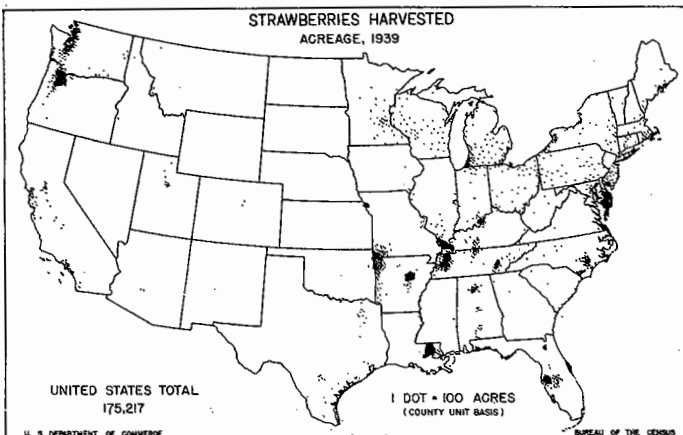 STRAWBERRIES HARVESTED
ACREAGE, 1939
UNITED STATES TOTAL
175,217
1 DOT = 100 ACRES
(COUNTY UNIT BASIS)
U. S. DEPARTMENT OF COMMERCE
BUREAU OF THE CENSUS